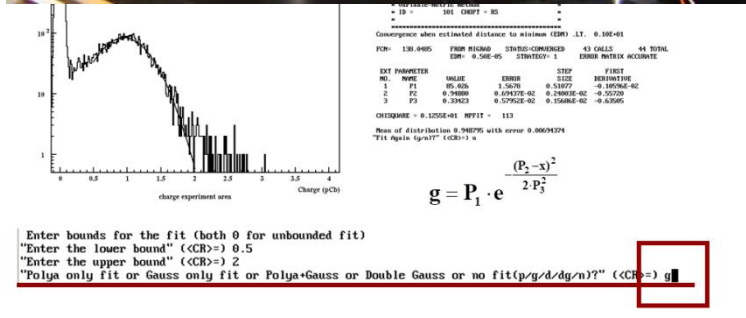 * Variable-Metric Method *
* ID = 101 CHOPT = RS *
Convergence when estimated distance to minimum (EDM) .LT. 0.10E+01
FCN= 138.0485 FROM MIGRAD STATUS=CONVERGED 43 CALLS 44 TOTAL
EDM= 0.50E-05 STRATEGY= 1 ERROR MATRIX ACCURATE
EXT PARAMETER STEP FIRST
NO. NAME VALUE ERROR SIZE DERIVATIVE
1 P1 85.026 1.5678 0.51077 -0.10596E-02
2 P2 0.94880 0.69437E-02 0.24003E-02 -0.55720
3 P3 0.33423 0.57952E-02 0.15606E-02 -0.63505
CHISQUARE = 0.1255E+01 NPFIT = 113
Mean of distribution 0.948795 with error 0.00694374
"Fit Again (y/n)?" (<CR>=) n
10²
10
1
0 0.5 1 1.5 2 2.5 3 3.5 4
Charge (pCb)
charge experiment area
g = P₁ · e^(-(P₂-x)²/(2·P₃²))
Enter bounds for the fit (both 0 for unbounded fit)
"Enter the lower bound" (<CR>=) 0.5
"Enter the upper bound" (<CR>=) 2
"Polya only fit or Gauss only fit or Polya+Gauss or Double Gauss or no fit(p/g/d/dg/n)?" (<CR>=) g